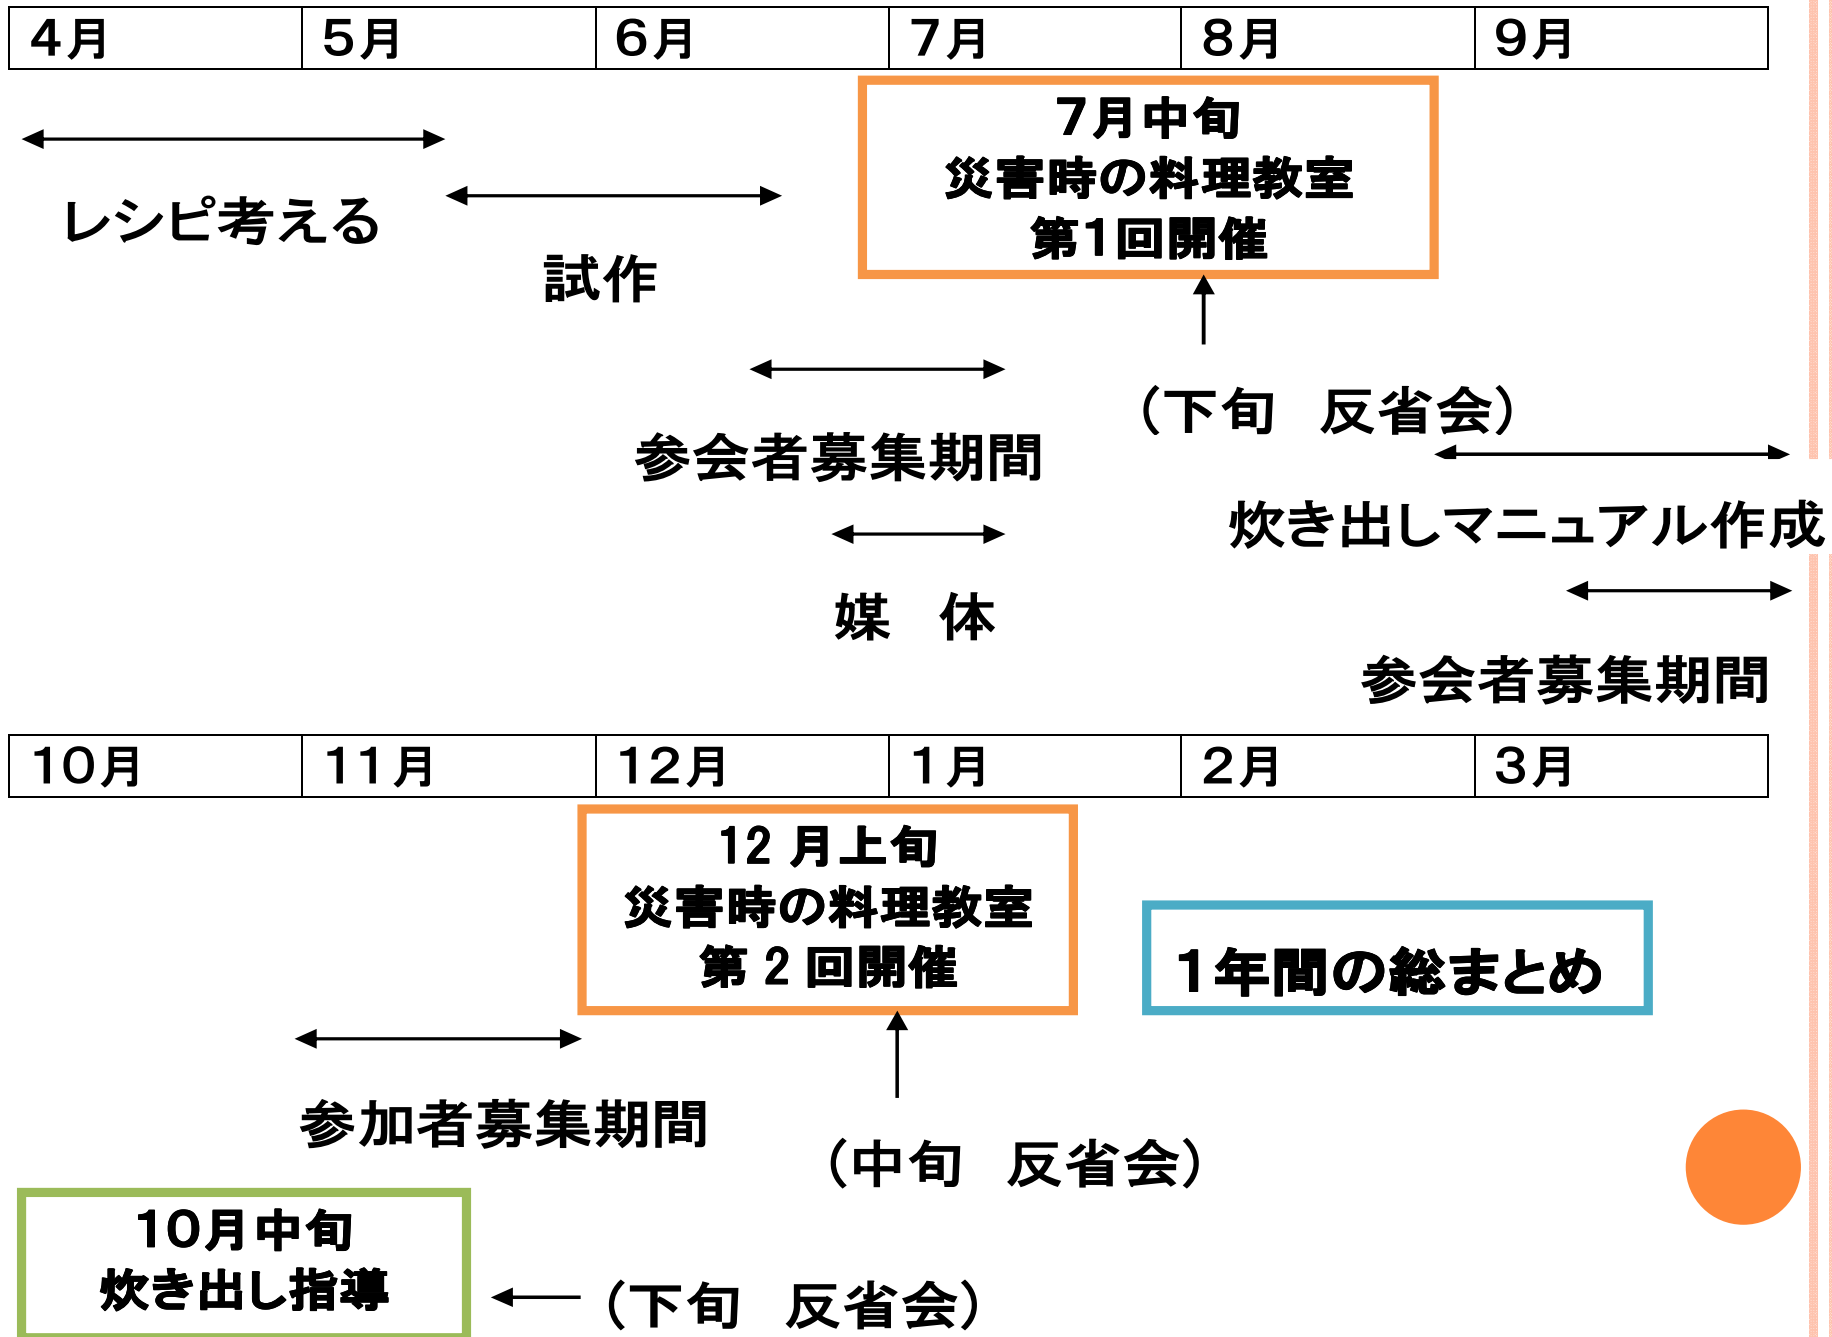 4月 5月 6月 7月 8月 9月
7月中旬
災害時の料理教室
第1回開催
レシピ考える
試作
（下旬　反省会）
参会者募集期間
炊き出しマニュアル作成
媒　体
参会者募集期間
10月 11月 12月 1月 2月 3月
12 月上旬
災害時の料理教室
第 2 回開催
1年間の総まとめ
参加者募集期間
（中旬　反省会）
10月中旬
炊き出し指導
（下旬　反省会）